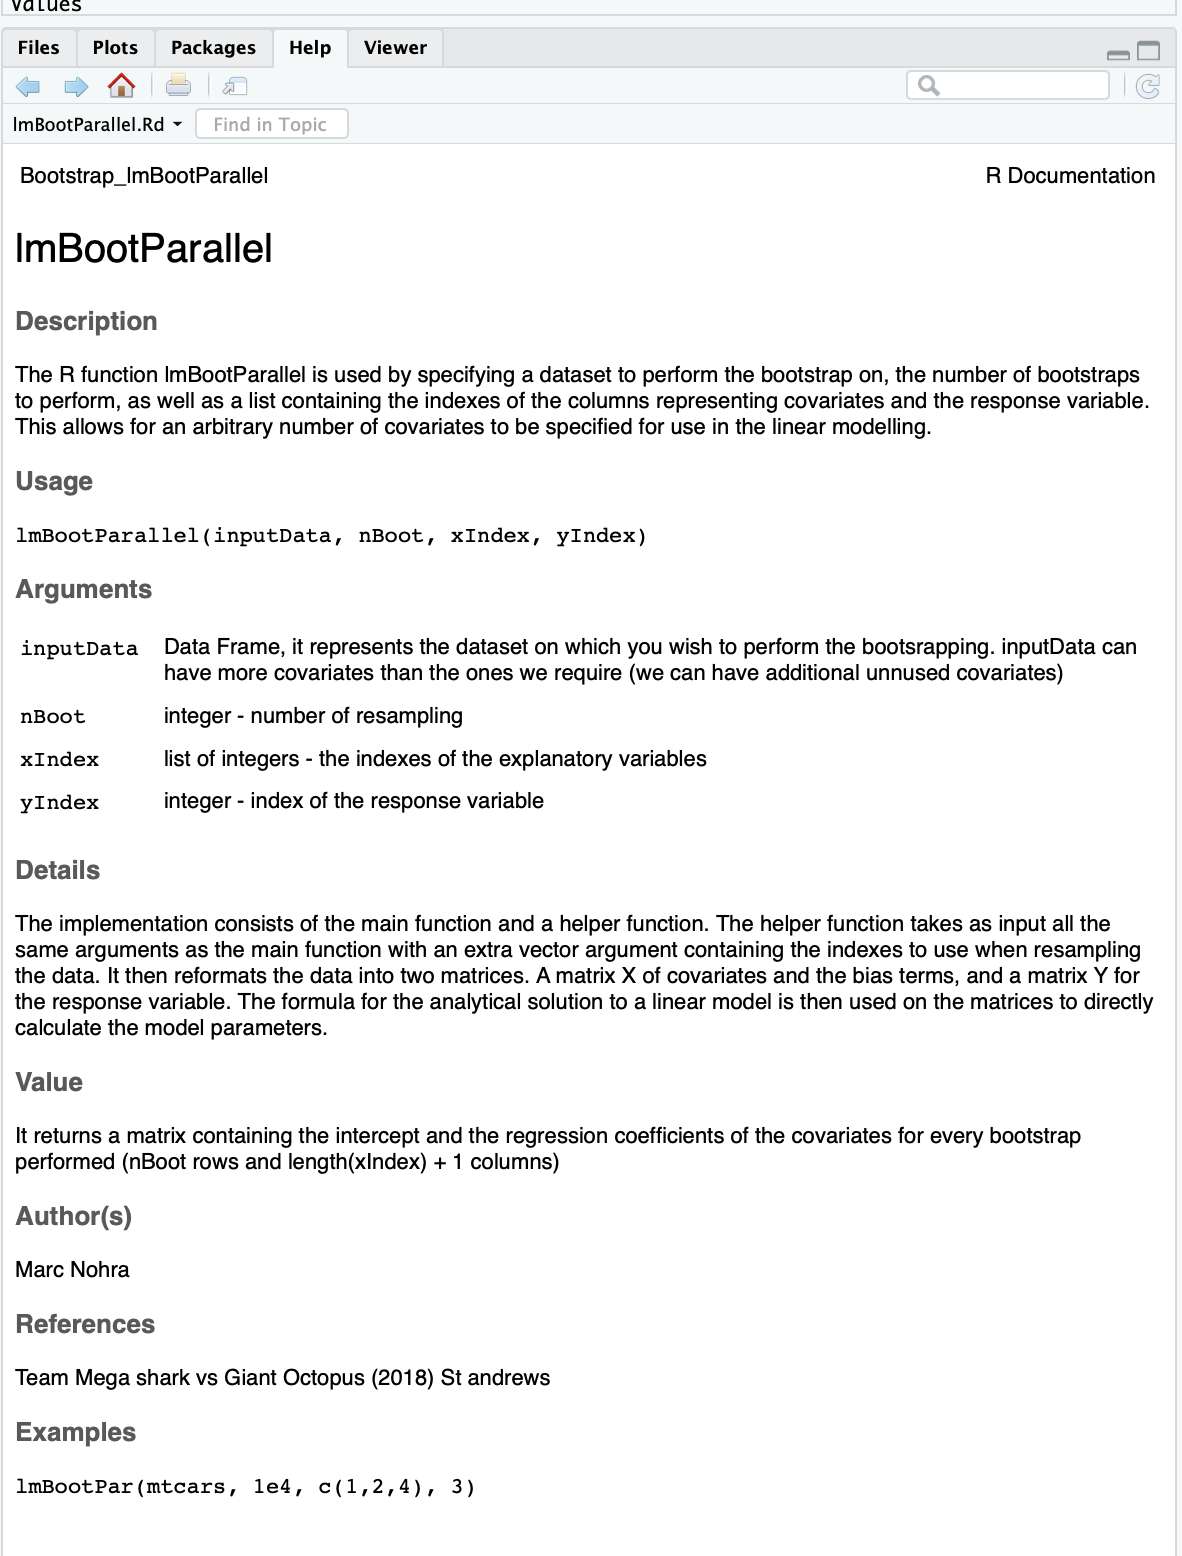 Values
Files Plots Packages Help Viewer
lmBootParallel.Rd Find in Topic
Bootstrap_lmBootParallel R Documentation
lmBootParallel
Description
The R function lmBootParallel is used by specifying a dataset to perform the bootstrap on, the number of bootstraps
to perform, as well as a list containing the indexes of the columns representing covariates and the response variable.
This allows for an arbitrary number of covariates to be specified for use in the linear modelling.
Usage
lmBootParallel(inputData, nBoot, xIndex, yIndex)
Arguments
inputData Data Frame, it represents the dataset on which you wish to perform the bootsrapping. inputData can
have more covariates than the ones we require (we can have additional unnused covariates)
nBoot integer - number of resampling
xIndex list of integers - the indexes of the explanatory variables
yIndex integer - index of the response variable
Details
The implementation consists of the main function and a helper function. The helper function takes as input all the
same arguments as the main function with an extra vector argument containing the indexes to use when resampling
the data. It then reformats the data into two matrices. A matrix X of covariates and the bias terms, and a matrix Y for
the response variable. The formula for the analytical solution to a linear model is then used on the matrices to directly
calculate the model parameters.
Value
It returns a matrix containing the intercept and the regression coefficients of the covariates for every bootstrap
performed (nBoot rows and length(xIndex) + 1 columns)
Author(s)
Marc Nohra
References
Team Mega shark vs Giant Octopus (2018) St andrews
Examples
lmBootPar(mtcars, 1e4, c(1,2,4), 3)